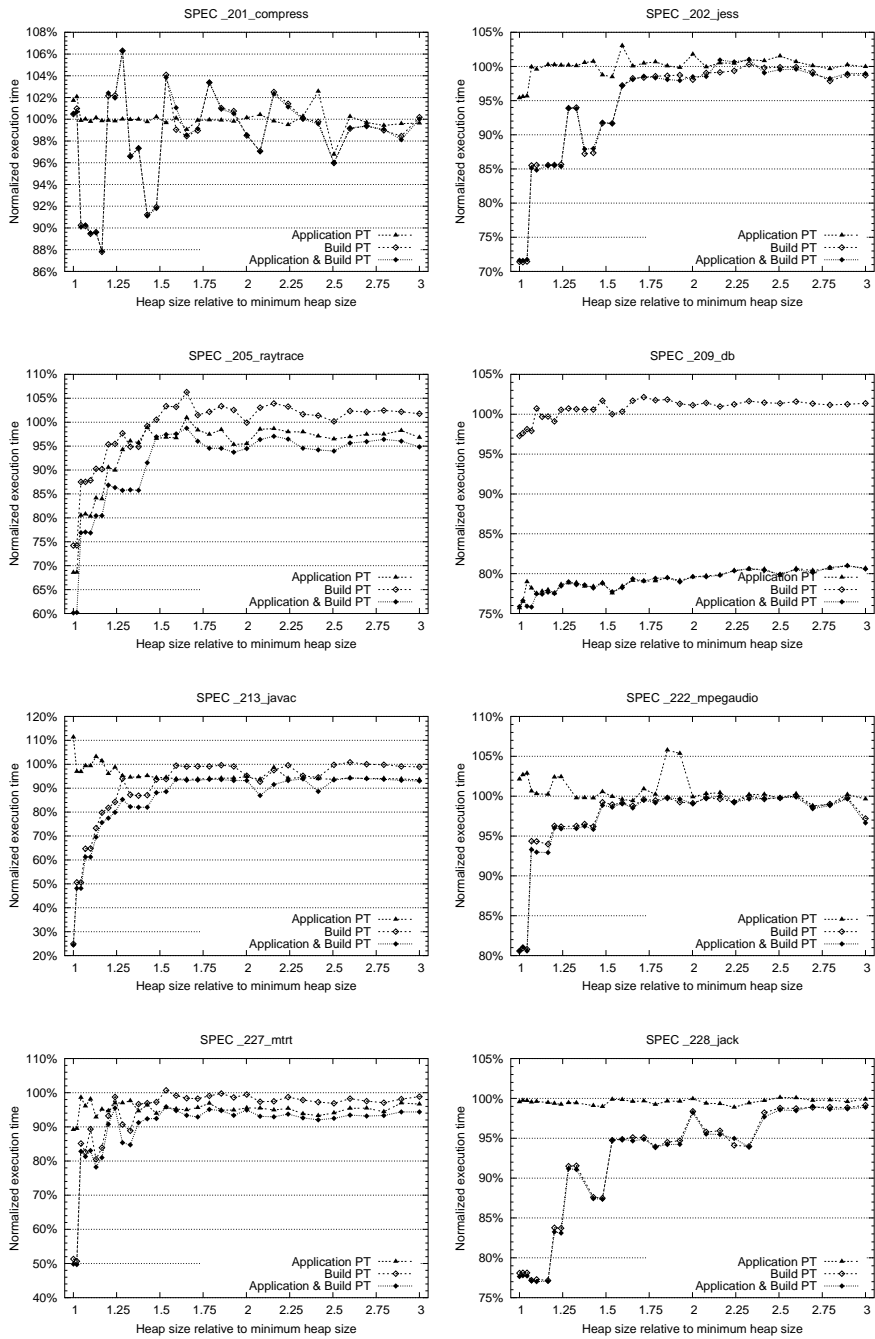 SPEC _201_compress
108%
106%
104%
102%
100%
98%
96%
94%
92%
90%
88%
86%
Normalized execution time
Application PT
Build PT
Application & Build PT
1 1.25 1.5 1.75 2 2.25 2.5 2.75 3
Heap size relative to minimum heap size
SPEC _202_jess
105%
100%
95%
90%
85%
80%
75%
70%
Normalized execution time
Application PT
Build PT
Application & Build PT
1 1.25 1.5 1.75 2 2.25 2.5 2.75 3
Heap size relative to minimum heap size
SPEC _205_raytrace
110%
105%
100%
95%
90%
85%
80%
75%
70%
65%
60%
Normalized execution time
Application PT
Build PT
Application & Build PT
1 1.25 1.5 1.75 2 2.25 2.5 2.75 3
Heap size relative to minimum heap size
SPEC _209_db
105%
100%
95%
90%
85%
80%
75%
Normalized execution time
Application PT
Build PT
Application & Build PT
1 1.25 1.5 1.75 2 2.25 2.5 2.75 3
Heap size relative to minimum heap size
SPEC _213_javac
120%
110%
100%
90%
80%
70%
60%
50%
40%
30%
20%
Normalized execution time
Application PT
Build PT
Application & Build PT
1 1.25 1.5 1.75 2 2.25 2.5 2.75 3
Heap size relative to minimum heap size
SPEC _222_mpegaudio
110%
105%
100%
95%
90%
85%
80%
Normalized execution time
Application PT
Build PT
Application & Build PT
1 1.25 1.5 1.75 2 2.25 2.5 2.75 3
Heap size relative to minimum heap size
SPEC _227_mtrt
110%
100%
90%
80%
70%
60%
50%
40%
Normalized execution time
Application PT
Build PT
Application & Build PT
1 1.25 1.5 1.75 2 2.25 2.5 2.75 3
Heap size relative to minimum heap size
SPEC _228_jack
105%
100%
95%
90%
85%
80%
75%
Normalized execution time
Application PT
Build PT
Application & Build PT
1 1.25 1.5 1.75 2 2.25 2.5 2.75 3
Heap size relative to minimum heap size